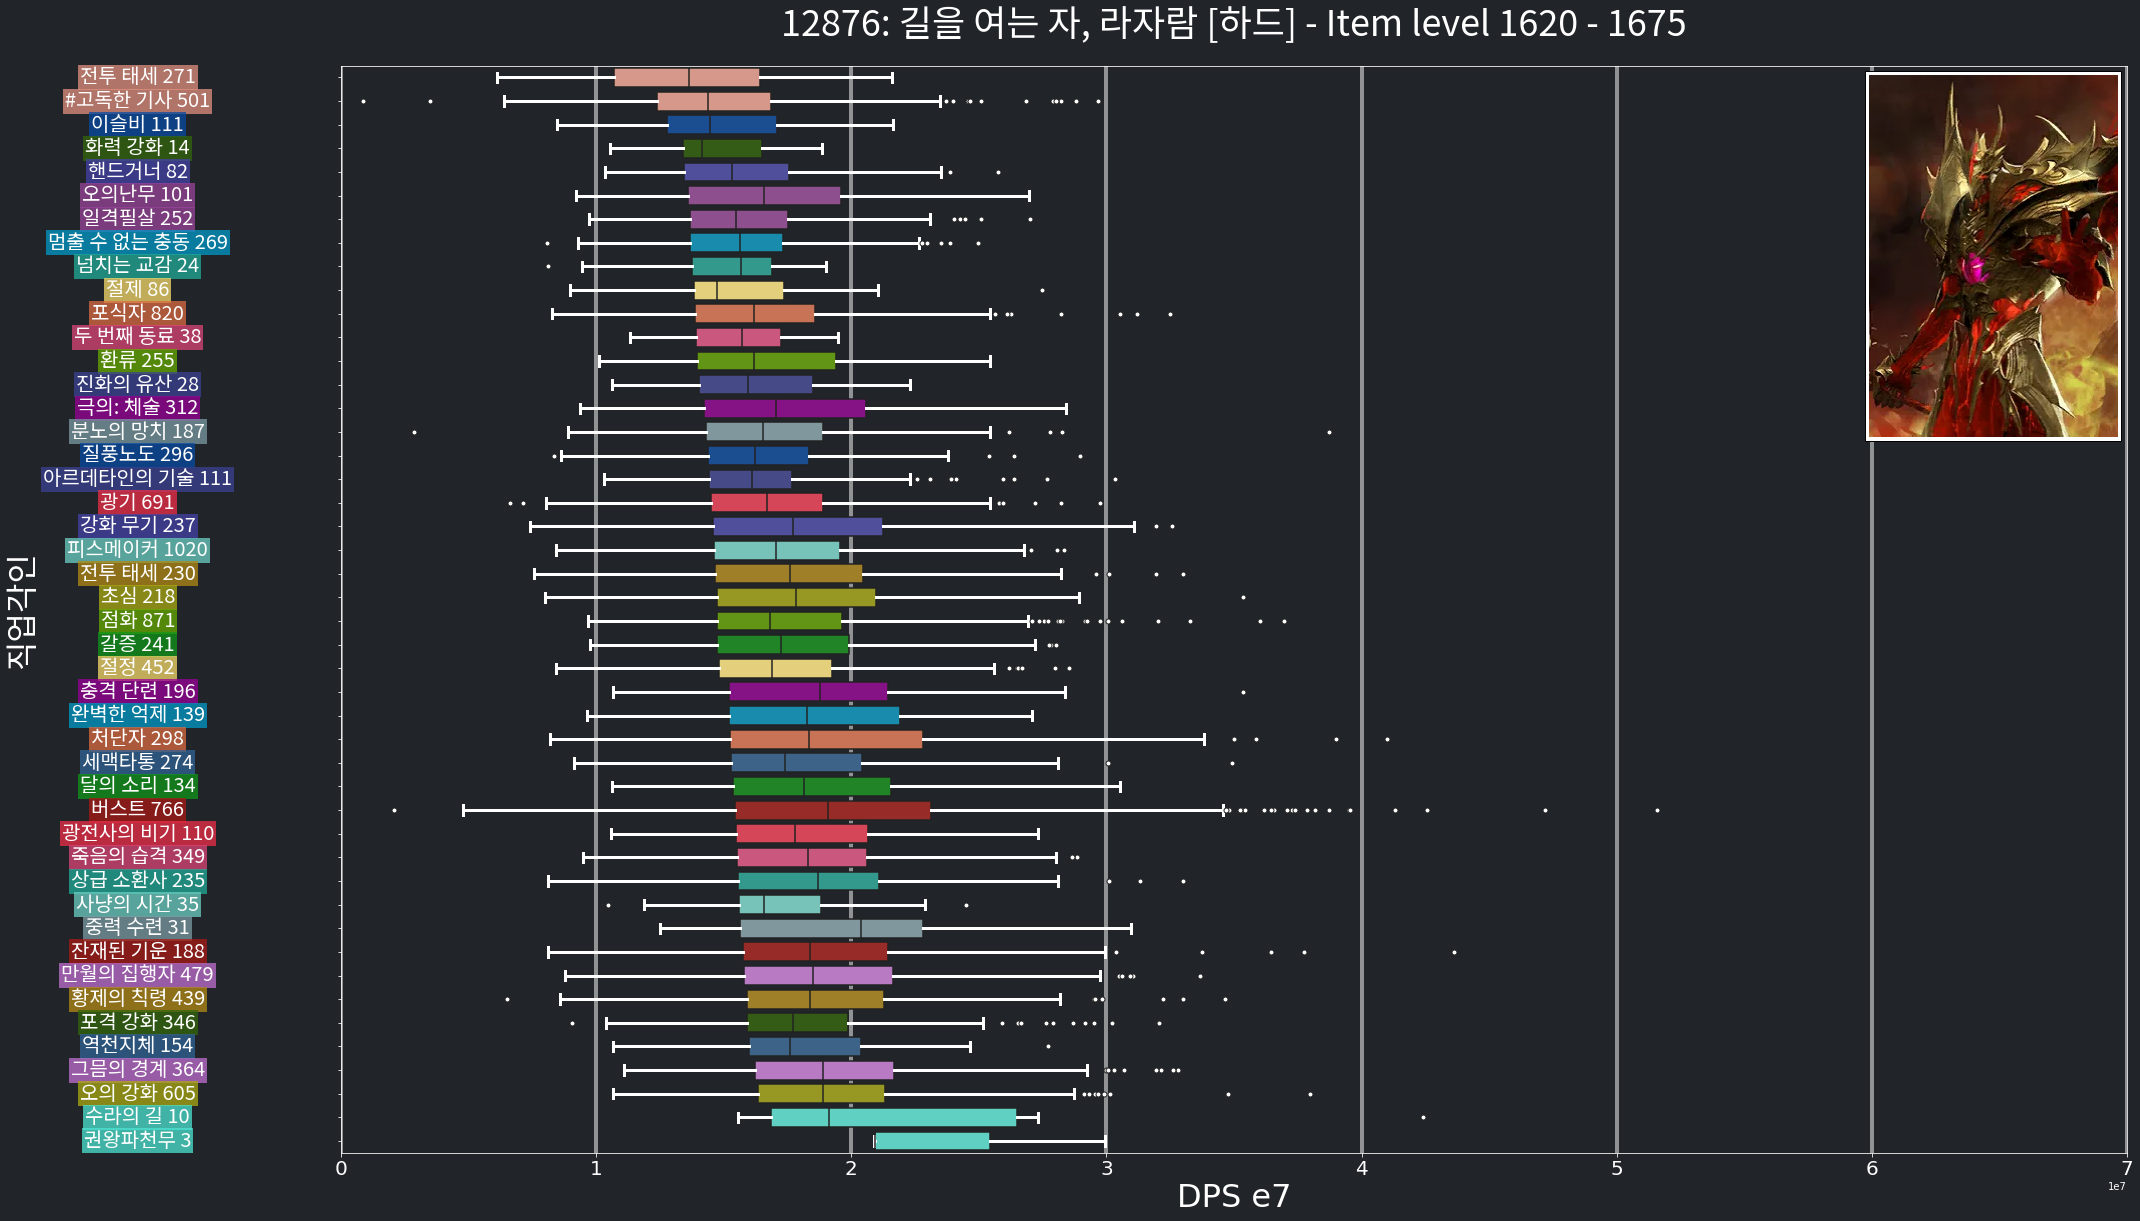 12876: 길을 여는 자, 라자람 [하드] - Item level 1620 - 1675
직업각인
전투 태세 271
#고독한 기사 501
이슬비 111
화력 강화 14
핸드거너 82
오의난무 101
일격필살 252
멈출 수 없는 충동 269
넘치는 교감 24
절제 86
포식자 820
두 번째 동료 38
환류 255
진화의 유산 28
극의: 체술 312
분노의 망치 187
질풍노도 296
아르데타인의 기술 111
광기 691
강화 무기 237
피스메이커 1020
전투 태세 230
초심 218
점화 871
갈증 241
절정 452
충격 단련 196
완벽한 억제 139
처단자 298
세맥타통 274
달의 소리 134
버스트 766
광전사의 비기 110
죽음의 습격 349
상급 소환사 235
사냥의 시간 35
중력 수련 31
잔재된 기운 188
만월의 집행자 479
황제의 칙령 439
포격 강화 346
역천지체 154
그믐의 경계 364
오의 강화 605
수라의 길 10
권왕파천무 3
0 1 2 3 4 5 6 7
1e7
DPS e7